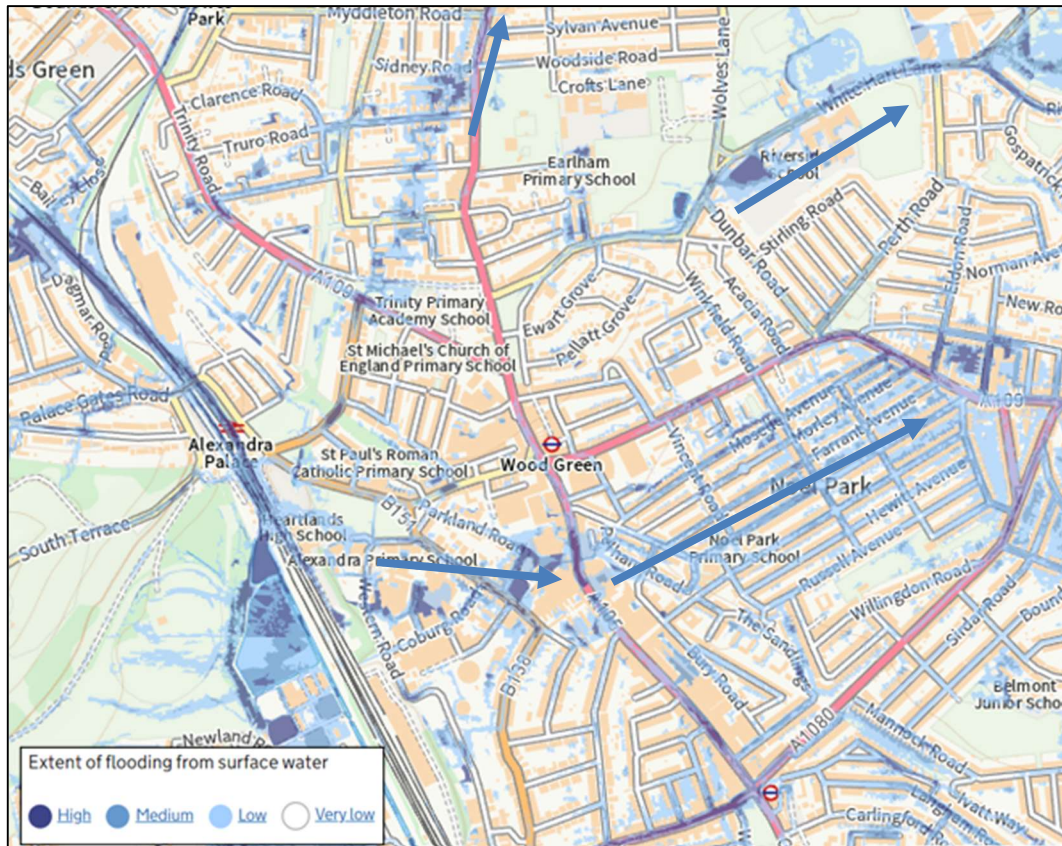 Park
Myddleton Road
Sylvan Avenue
ds Green
Sidney Road
Woodside Road
Crofts Lane
Wolves Lane
White Hart Lane
Clarence Road
Trinity Road
Truro Road
Earlham
Primary School
Riverside
School
Gospatric
Bail
Close
Dunbar Road
Stirling Road
Perth Road
Eldon Road
Norman Ave
Dagmar Road
A109
Trinity Primary
Academy School
Ewart Grove
Pellatt Grove
Winkfield Road
Acacia Road
New Ro
St Michael's Church of
England Primary School
Palace Gates Road
Alexandra
Palace
St Paul's Roman
Catholic Primary School
Wood Green
Vincent Road
Moselle Avenue
Morley Avenue
Farrant Avenue
A109
Noel Park
Hewitt Avenue
South Terrace
B151
Parkland Road
Heartlands
High School
Alexandra Primary School
Noel Park
Primary School
Russell Avenue
Western Road
Coburg Road
A105
Willingdon Road
Sirdar Road
The Sandlings
B138
Bury Road
Belmont
Junior Scho
A1080
Mannock Road
Newland R
Carlingford Ro
Langham Ro
Extent of flooding from surface water
High Medium Low Very low